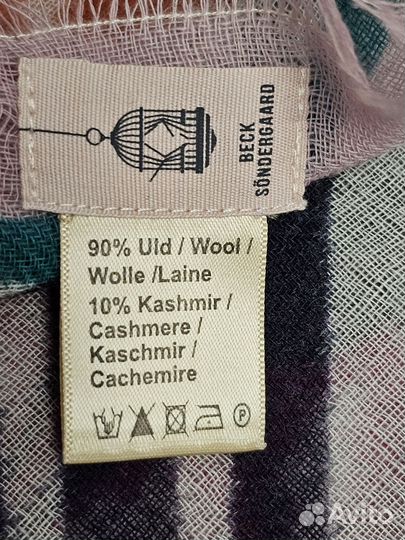 BECK
SÖNDERGAARD
90% Uld / Wool /
Wolle /Laine
10% Kashmir /
Cashmere /
Kaschmir /
Cachemire
P
Avito